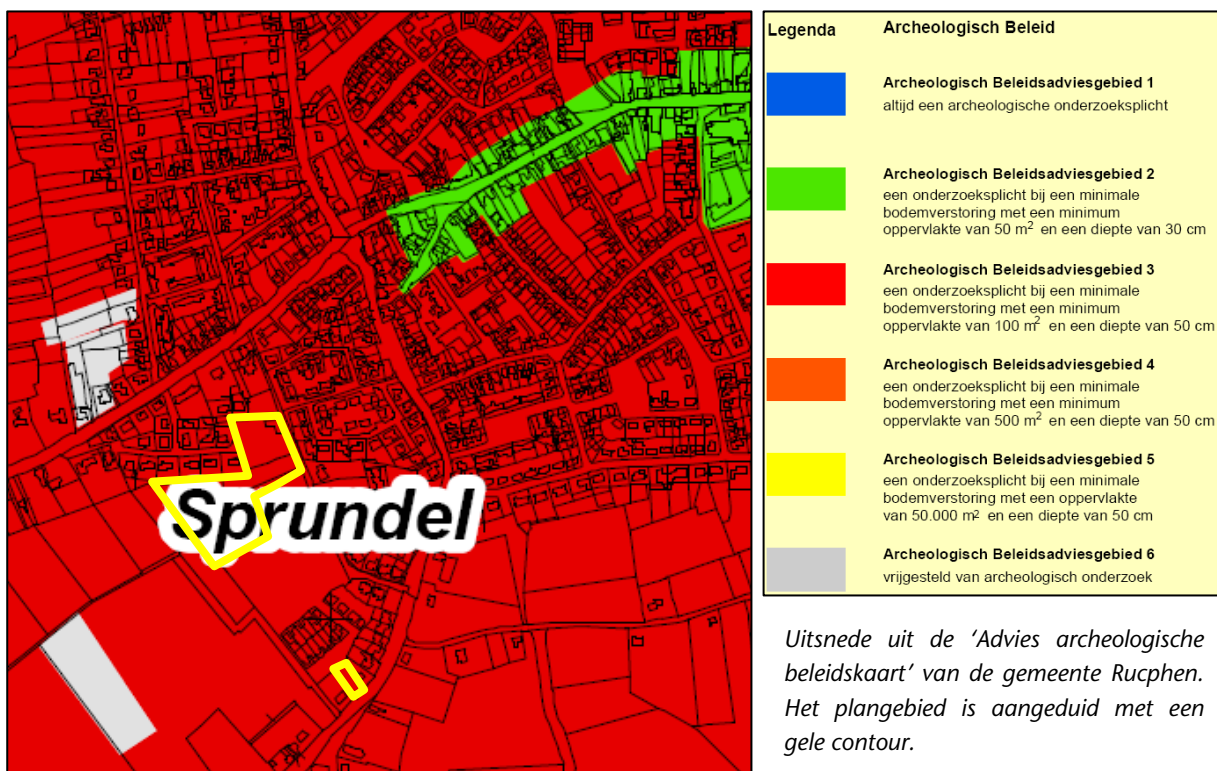 Sprundel
Legenda
Archeologisch Beleid
Archeologisch Beleidsadviesgebied 1
altijd een archeologische onderzoeksplicht
Archeologisch Beleidsadviesgebied 2
een onderzoeksplicht bij een minimale
bodemverstoring met een minimum
oppervlakte van 50 m² en een diepte van 30 cm
Archeologisch Beleidsadviesgebied 3
een onderzoeksplicht bij een minimale
bodemverstoring met een minimum
oppervlakte van 100 m² en een diepte van 50 cm
Archeologisch Beleidsadviesgebied 4
een onderzoeksplicht bij een minimale
bodemverstoring met een minimum
oppervlakte van 500 m² en een diepte van 50 cm
Archeologisch Beleidsadviesgebied 5
een onderzoeksplicht bij een minimale
bodemverstoring met een oppervlakte
van 50.000 m² en een diepte van 50 cm
Archeologisch Beleidsadviesgebied 6
vrijgesteld van archeologisch onderzoek
Uitsnede uit de ‘Advies archeologische
beleidskaart’ van de gemeente Rucphen.
Het plangebied is aangeduid met een
gele contour.